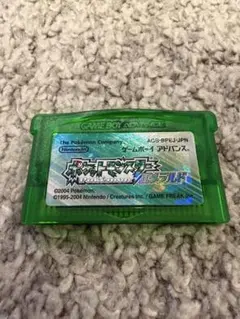 GAME BOY ADVANCE
The Pokémon Company
AGB-BPEJ-JPN
Nintendo
ゲームボーイ アドバンス
ポケットモンスター
エメラルド
©2004 Pokémon.
©1995-2004 Nintendo / Creatures inc. / GAME FREAK inc.